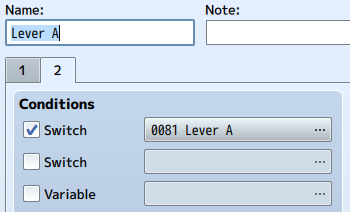 Name:
Note:
Lever A
1
2
Conditions
Switch
0081 Lever A
...
Switch
...
Variable
...